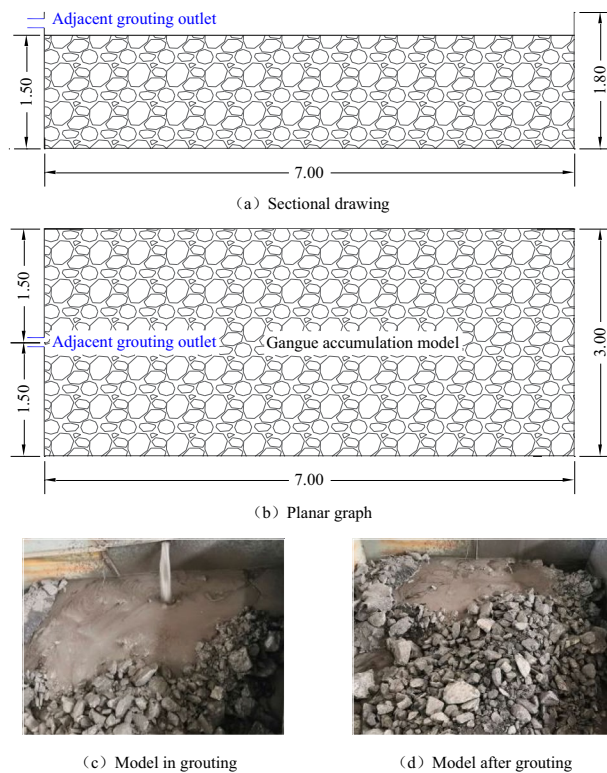 Adjacent grouting outlet
1.50
1.80
7.00
（a）Sectional drawing
1.50
Adjacent grouting outlet
Gangue accumulation model
3.00
1.50
7.00
（b）Planar graph
（c）Model in grouting
（d）Model after grouting